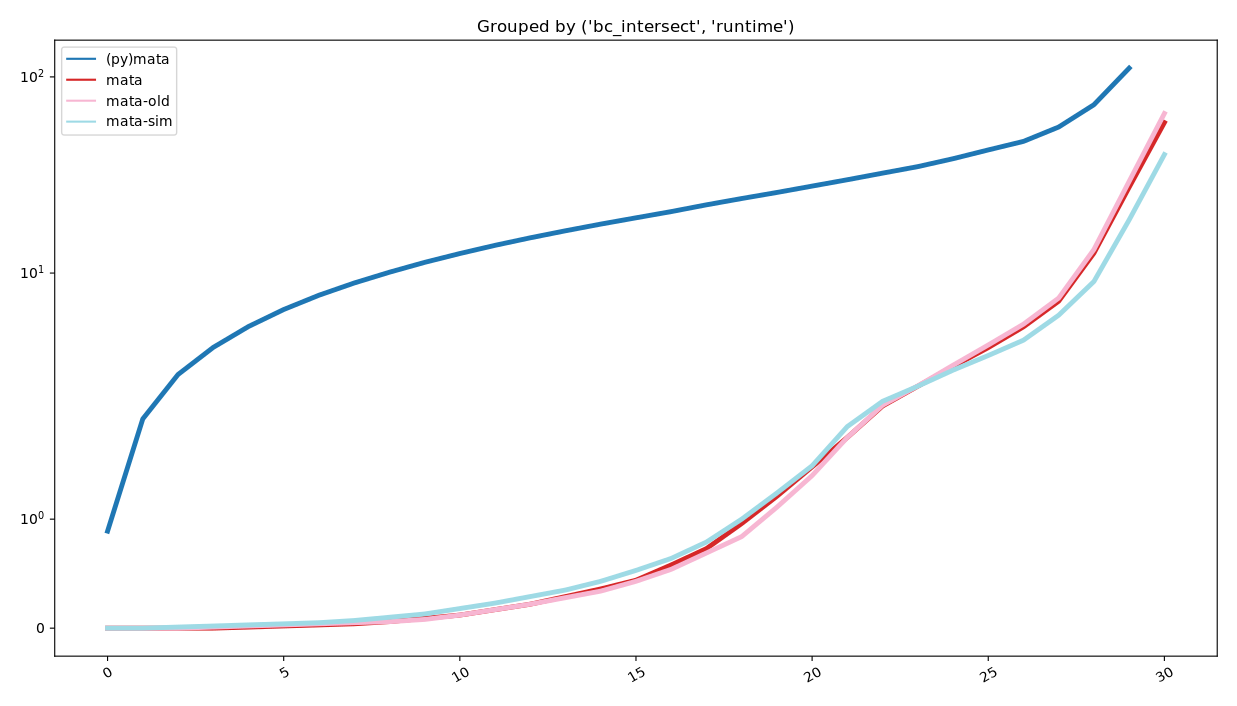 Grouped by ('bc_intersect', 'runtime')
(py)mata
mata
mata-old
mata-sim
10²
10¹
10⁰
0
0 5 10 15 20 25 30